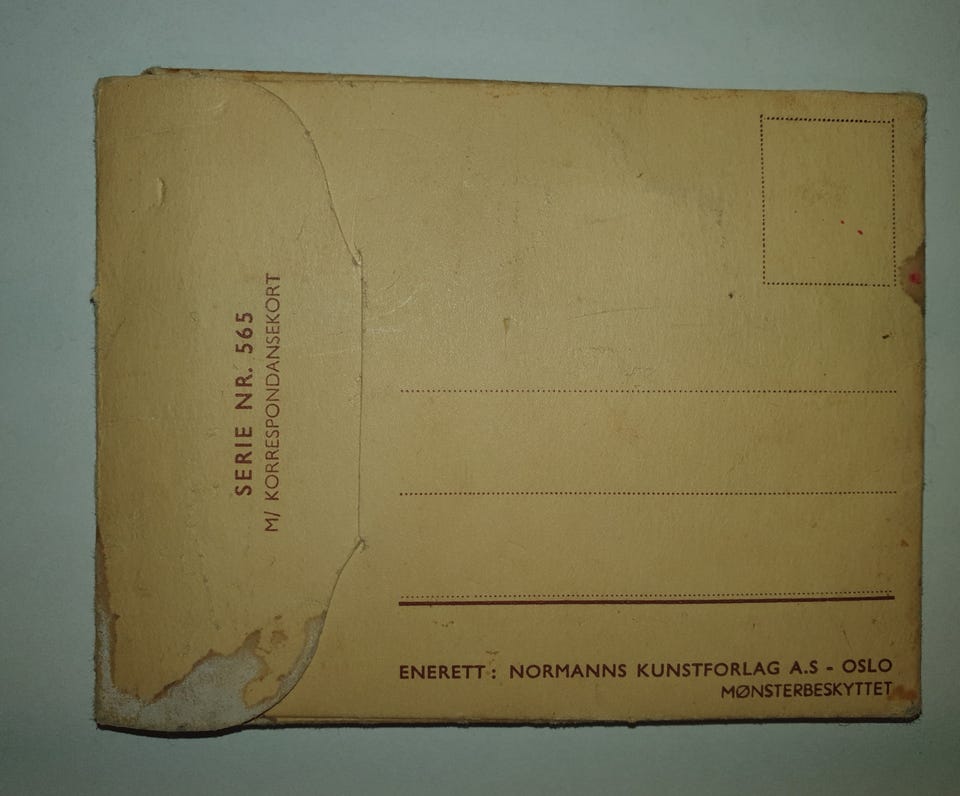 SERIE NR. 565
M/ KORRESPONDANSEKORT
ENERETT: NORMANNS KUNSTFORLAG A.S - OSLO
MØNSTERBESKYTTET